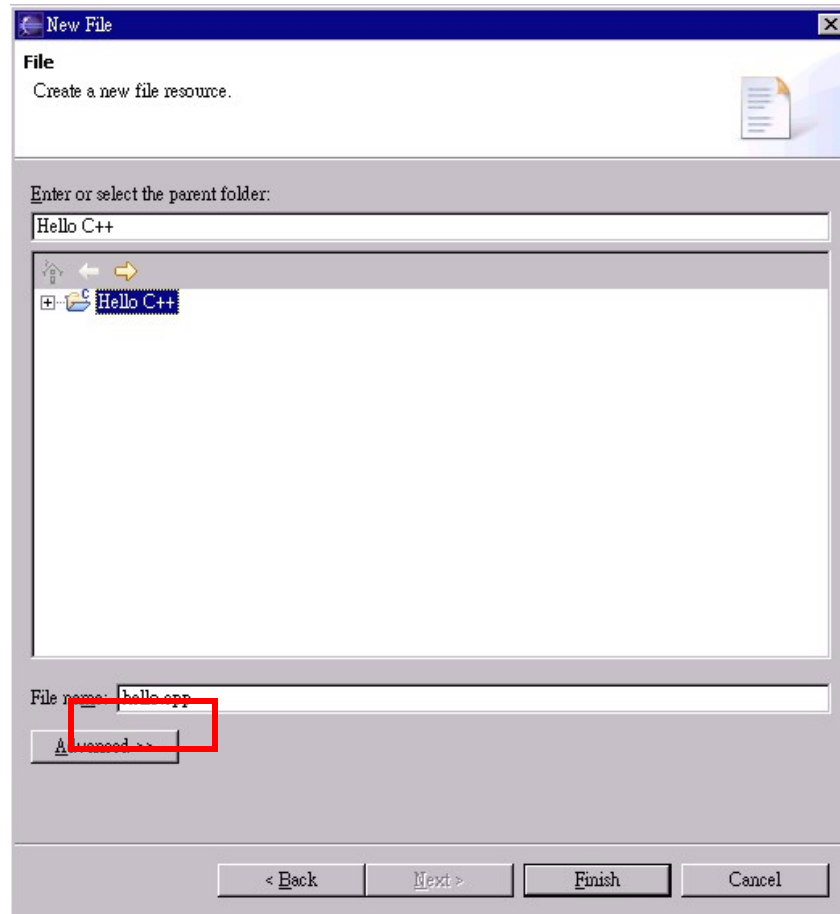 New File
File
Create a new file resource.
Enter or select the parent folder:
Hello C++
Hello C++
File name: hello.cpp
Advanced >>
< Back Next > Finish Cancel